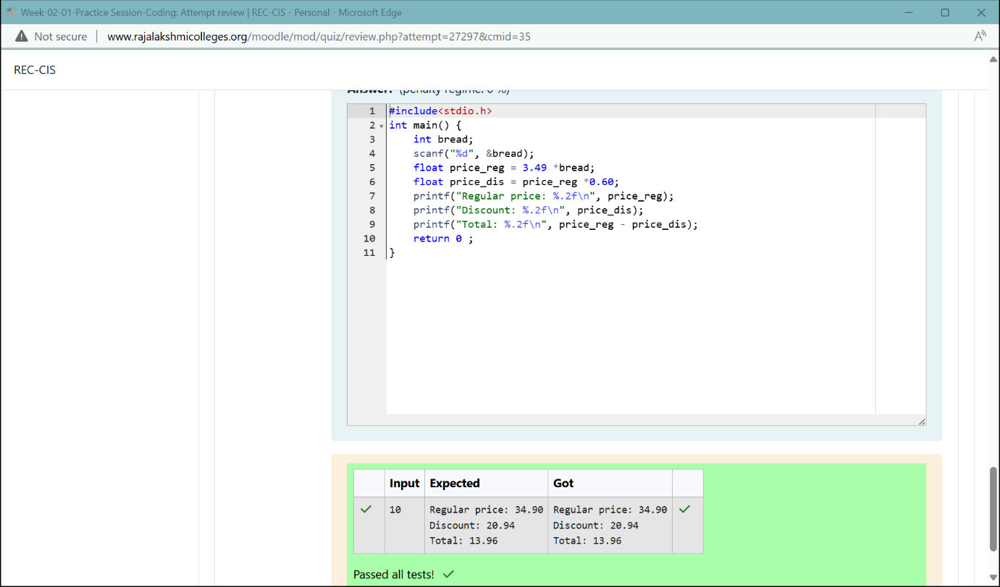 Week-02-01-Practice Session-Coding: Attempt review | REC-CIS - Personal - Microsoft Edge
Not secure | www.rajalakshmicolleges.org/moodle/mod/quiz/review.php?attempt=27297&cmid=35
REC-CIS
Answer: (penalty regime: 0 %)
1 #include<stdio.h>
2 int main() {
3     int bread;
4     scanf("%d", &bread);
5     float price_reg = 3.49 *bread;
6     float price_dis = price_reg *0.60;
7     printf("Regular price: %.2f\n", price_reg);
8     printf("Discount: %.2f\n", price_dis);
9     printf("Total: %.2f\n", price_reg - price_dis);
10     return 0 ;
11 }
Input Expected Got
10 Regular price: 34.90 Regular price: 34.90
Discount: 20.94 Discount: 20.94
Total: 13.96 Total: 13.96
Passed all tests!